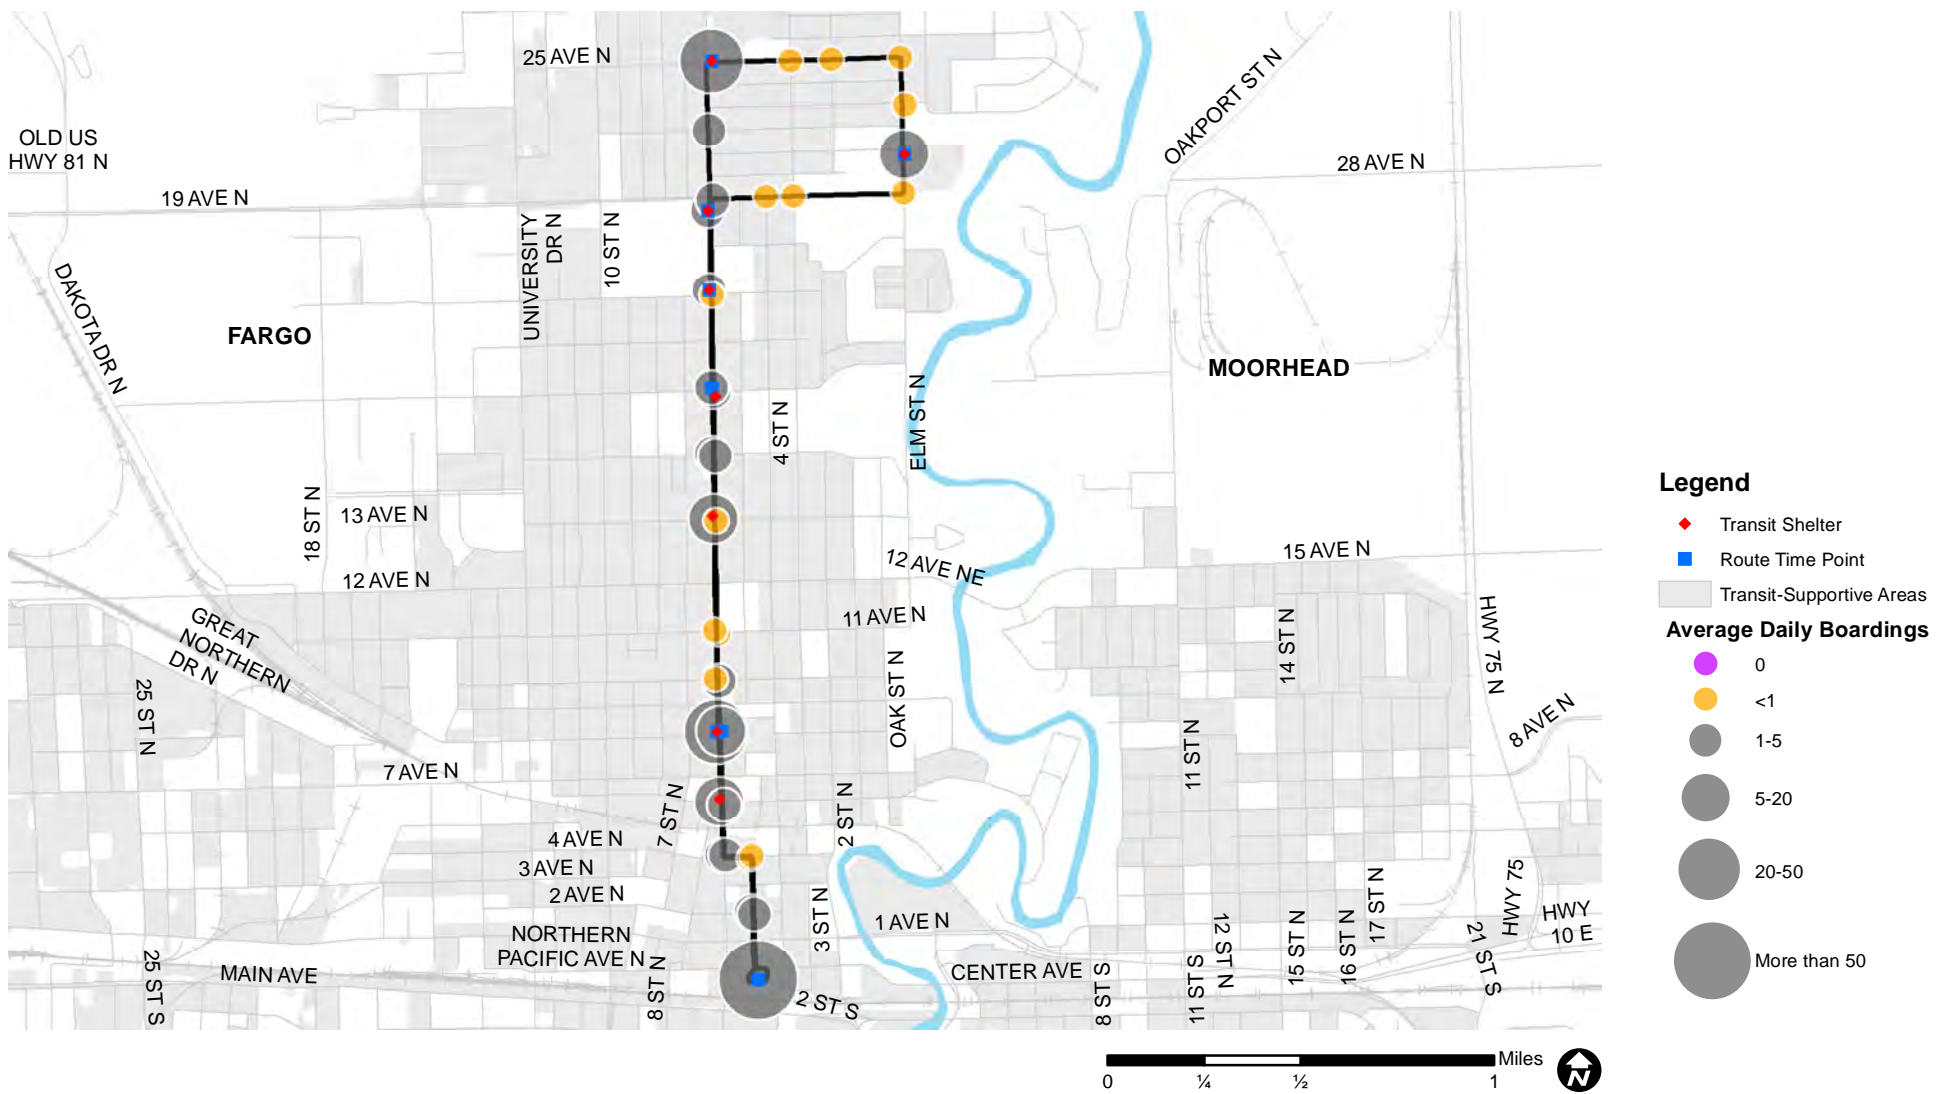 25 AVE N
OAKPORT ST N
OLD US
HWY 81 N
28 AVE N
19 AVE N
UNIVERSITY
DR N
10 ST N
DAKOTA DR N
FARGO
MOORHEAD
ELM ST N
4 ST N
18 ST N
13 AVE N
12 AVE N
12 AVE NE
15 AVE N
GREAT
NORTHERN
DR N
11 AVE N
14 ST N
HWY 75 N
25 ST N
OAK ST N
11 ST N
8 AVE N
7 AVE N
7 ST N
2 ST N
4 AVE N
3 AVE N
2 AVE N
3 ST N
1 AVE N
17 ST N
HWY 75
HWY
10 E
NORTHERN
PACIFIC AVE N
12 ST N
15 ST N
16 ST N
21 ST S
25 ST S
MAIN AVE
8 ST N
2 ST S
CENTER AVE
8 ST S
11 ST S
Legend
Transit Shelter
Route Time Point
Transit-Supportive Areas
Average Daily Boardings
0
<1
1-5
5-20
20-50
More than 50
Miles
0
¼
½
1
N